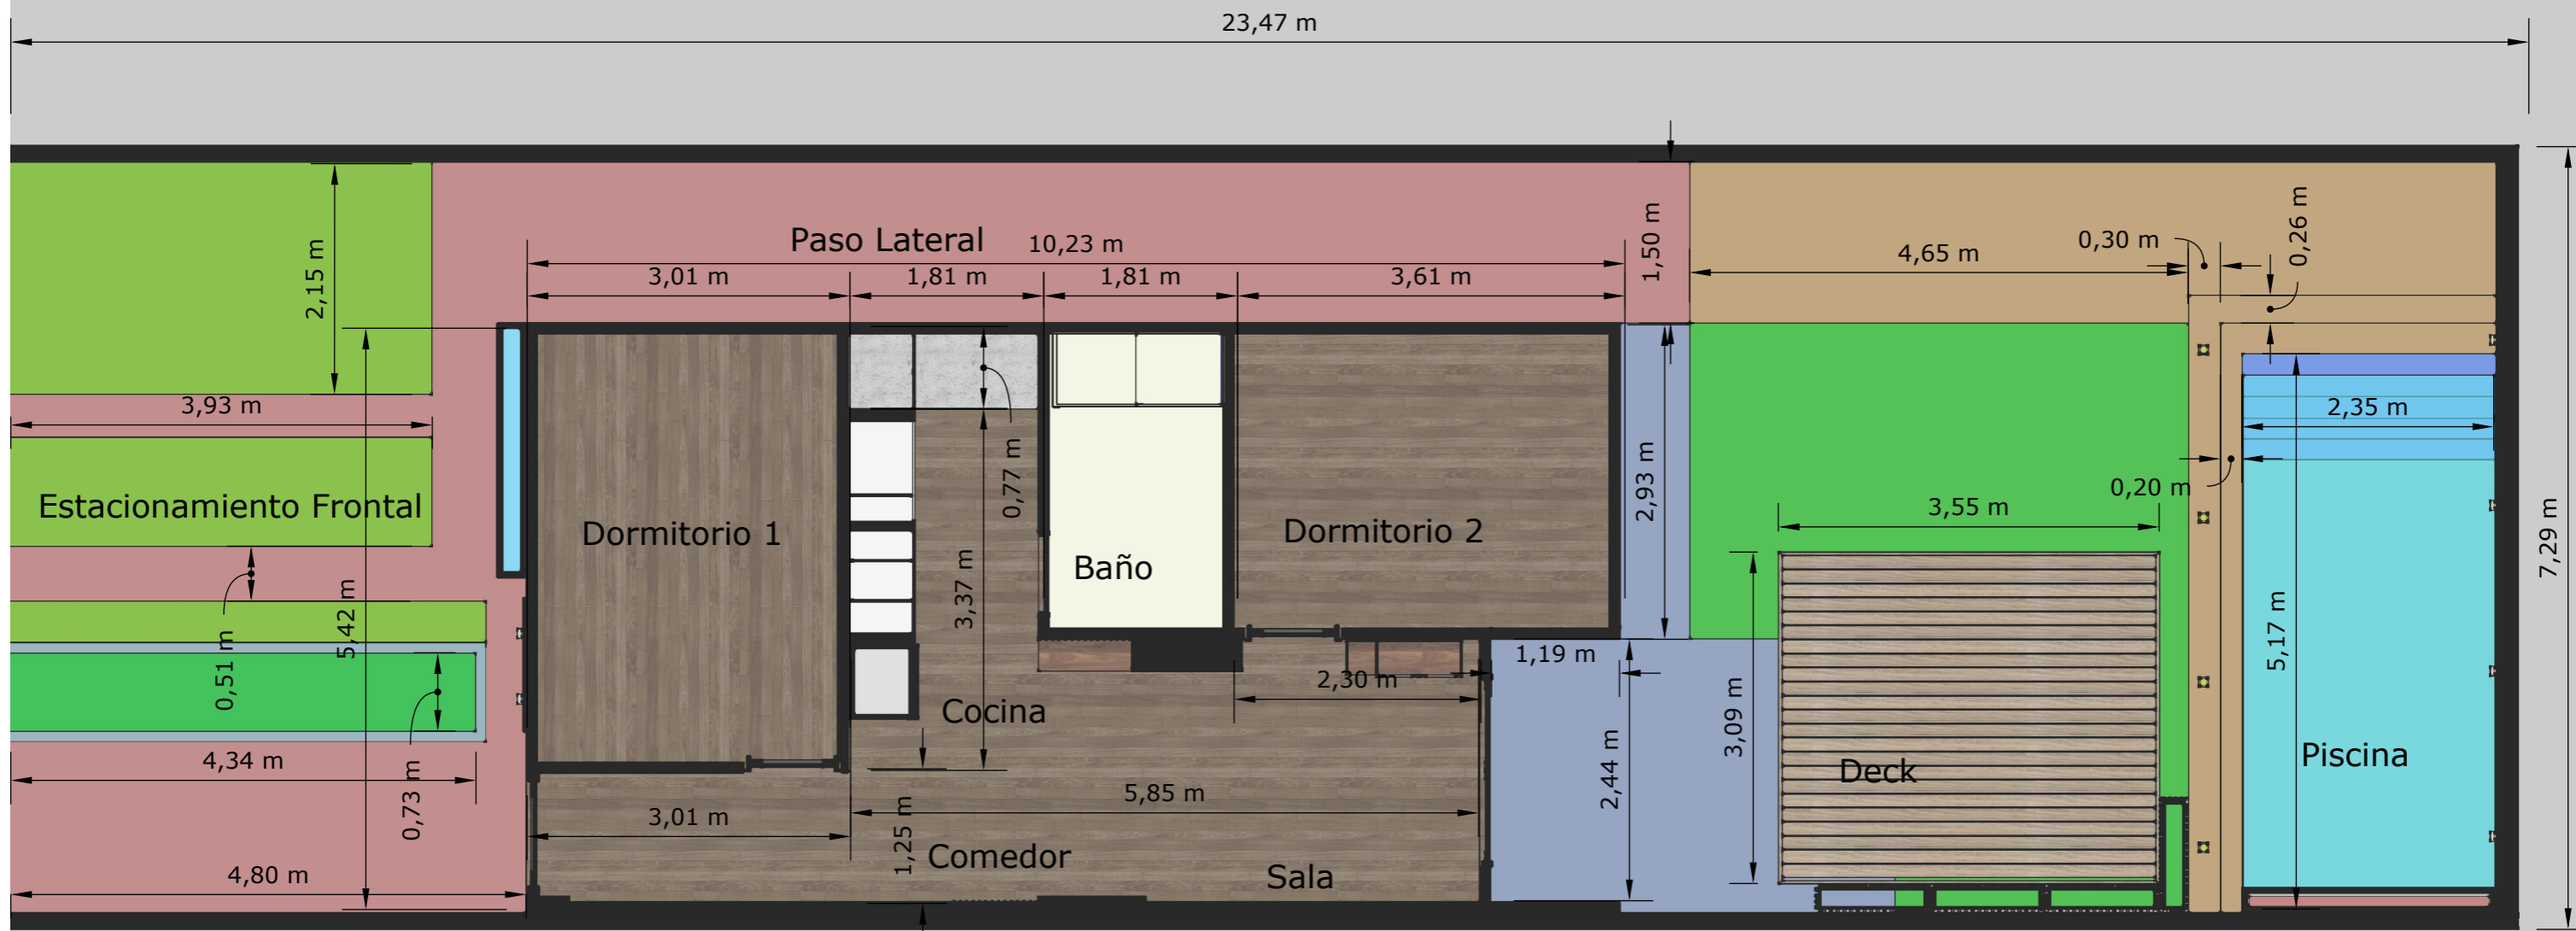 23,47 m
Paso Lateral
10,23 m
3,01 m
1,81 m
1,81 m
3,61 m
1,50 m
4,65 m
0,30 m
0,26 m
2,15 m
3,93 m
Estacionamiento Frontal
0,51 m
5,42 m
4,34 m
0,73 m
4,80 m
Dormitorio 1
0,77 m
3,37 m
Baño
Dormitorio 2
2,93 m
2,35 m
0,20 m
3,55 m
7,29 m
5,17 m
1,19 m
2,30 m
Cocina
2,44 m
3,09 m
Deck
Piscina
5,85 m
3,01 m
1,25 m
Comedor
Sala